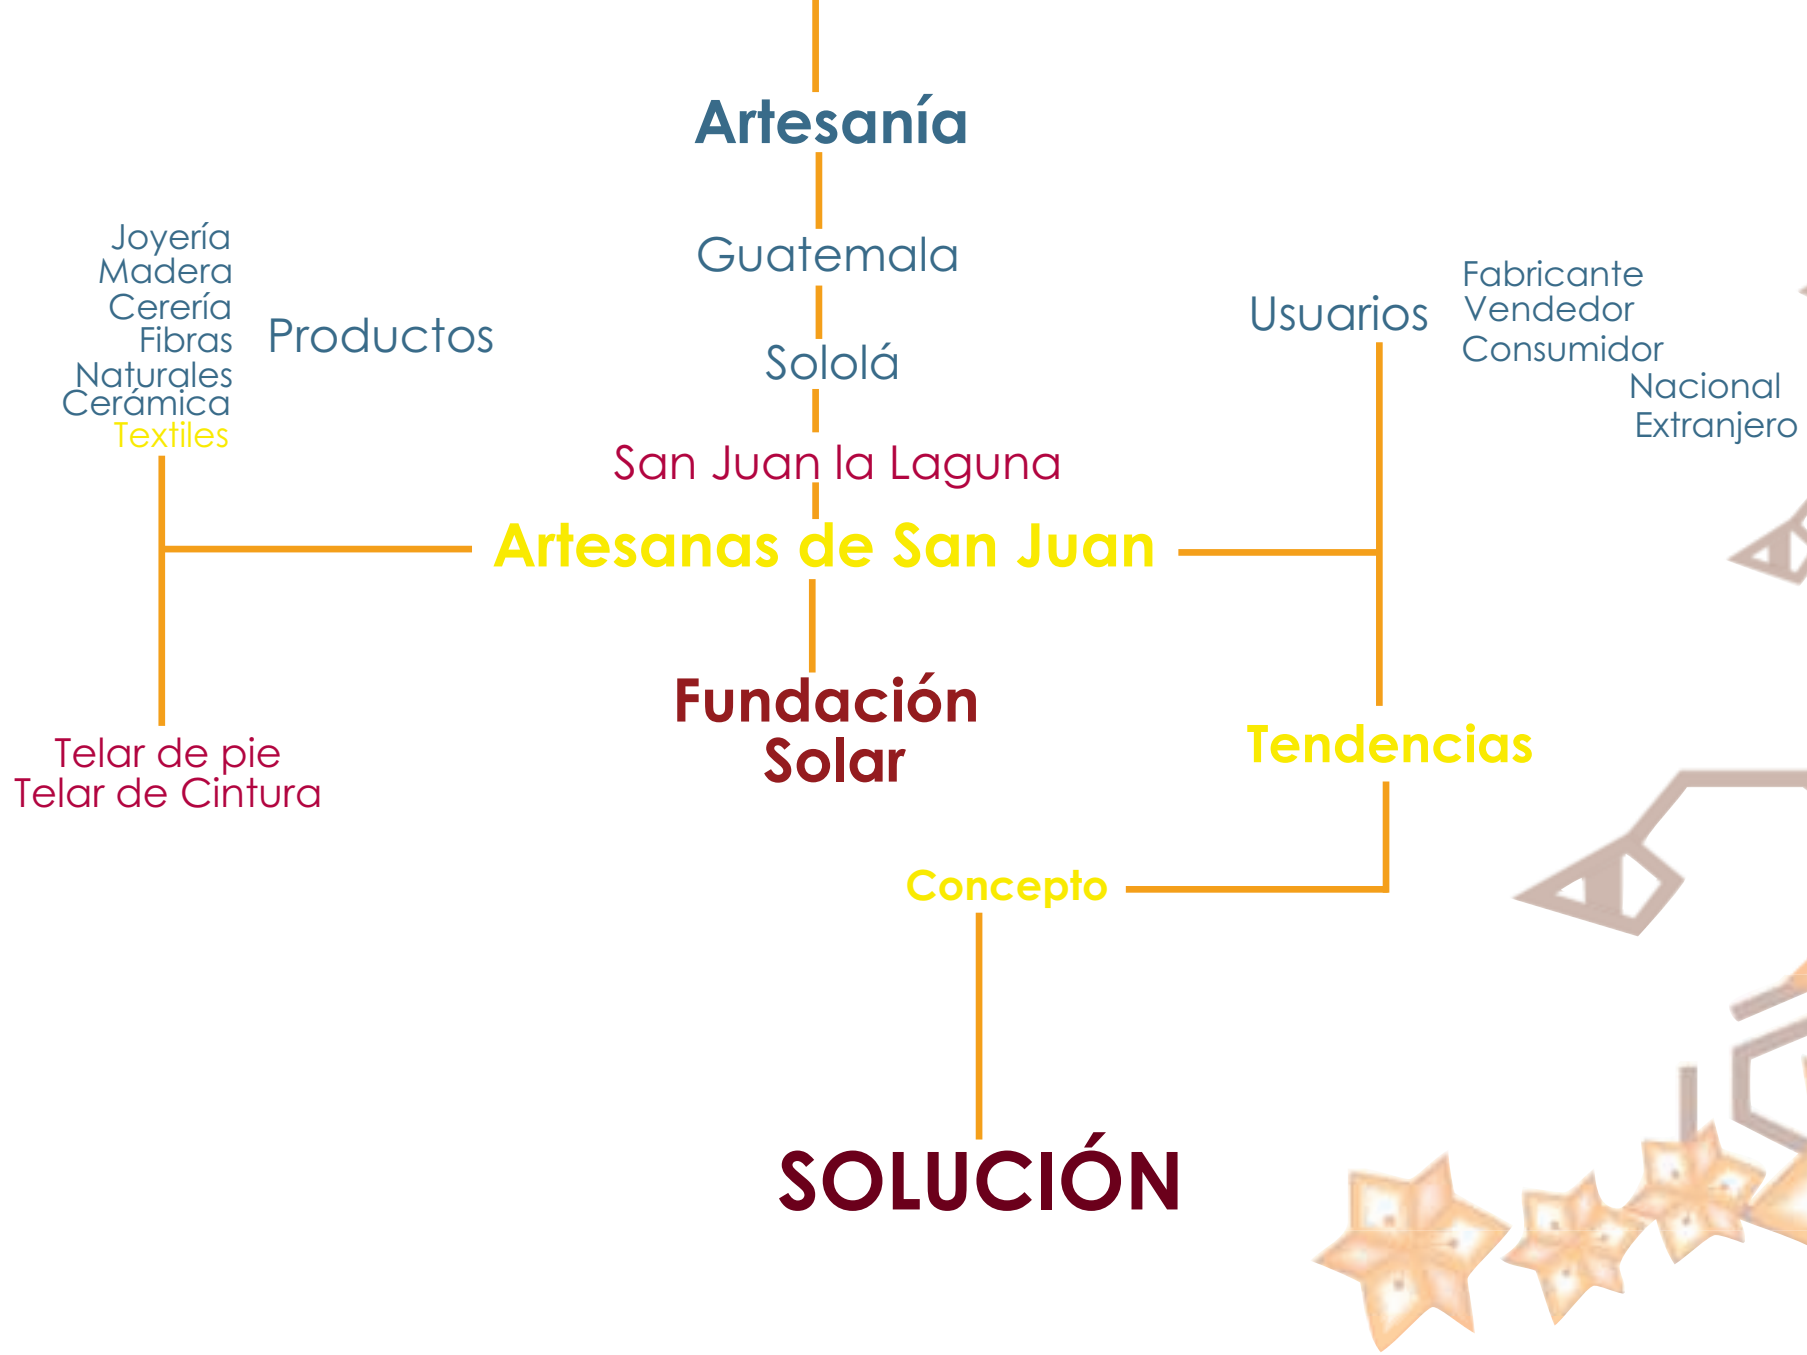 Artesanía
Guatemala
Sololá
San Juan la Laguna
Artesanas de San Juan
Joyería
Madera
Cerería
Fibras
Naturales
Cerámica
Textiles
Productos
Telar de pie
Telar de Cintura
Usuarios
Fabricante
Vendedor
Consumidor
Nacional
Extranjero
Fundación
Solar
Tendencias
Concepto
SOLUCIÓN